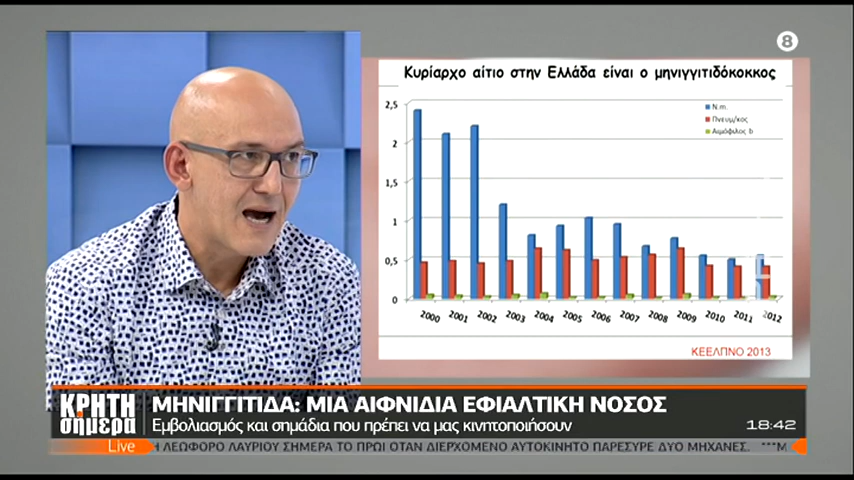 8
Κυρίαρχο αίτιο στην Ελλάδα είναι ο μηνιγγιτιδόκοκκος
N.m.
Πνευμ/κος
Αιμόφιλος b
2,5
2
1,5
1
0,5
0
2000 2001 2002 2003 2004 2005 2006 2007 2008 2009 2010 2011 2012
ΚΕΕΛΠΝΟ 2013
ΚΡΗΤΗ
σήμερα
Live
ΜΗΝΙΓΓΙΤΙΔΑ: ΜΙΑ ΑΙΦΝΙΔΙΑ ΕΦΙΑΛΤΙΚΗ ΝΟΣΟΣ
Εμβολιασμός και σημάδια που πρέπει να μας κινητοποιήσουν
18:42
Η ΛΕΩΦΟΡΟ ΛΑΥΡΙΟΥ ΣΗΜΕΡΑ ΤΟ ΠΡΩΙ ΟΤΑΝ ΔΙΕΡΧΟΜΕΝΟ ΑΥΤΟΚΙΝΗΤΟ ΠΑΡΕΣΥΡΕ ΔΥΟ ΜΗΧΑΝΕΣ. ***Μ